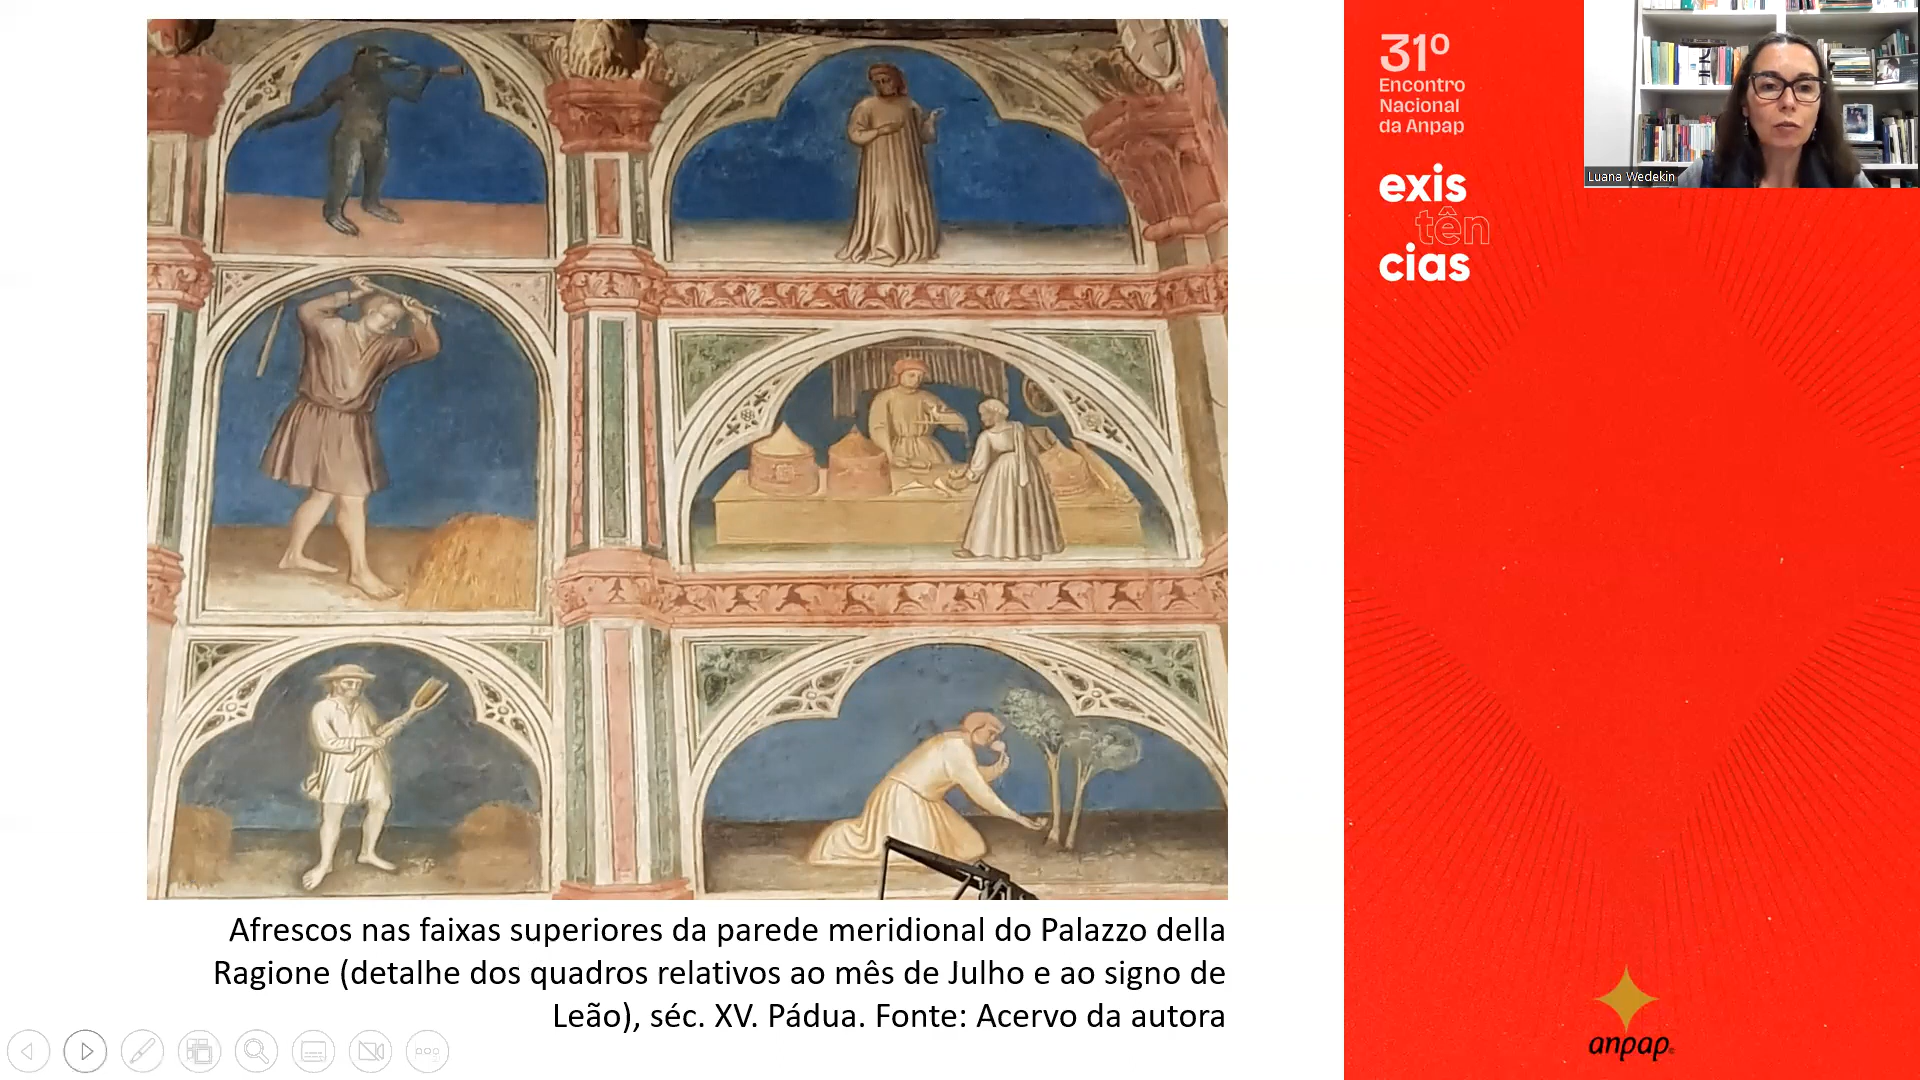 31º
Encontro
Nacional
da Anpap
exis
tên
cias
Luana Wedekin
Afrescos nas faixas superiores da parede meridional do Palazzo della
Ragione (detalhe dos quadros relativos ao mês de Julho e ao signo de
Leão), séc. XV. Pádua. Fonte: Acervo da autora
anpap